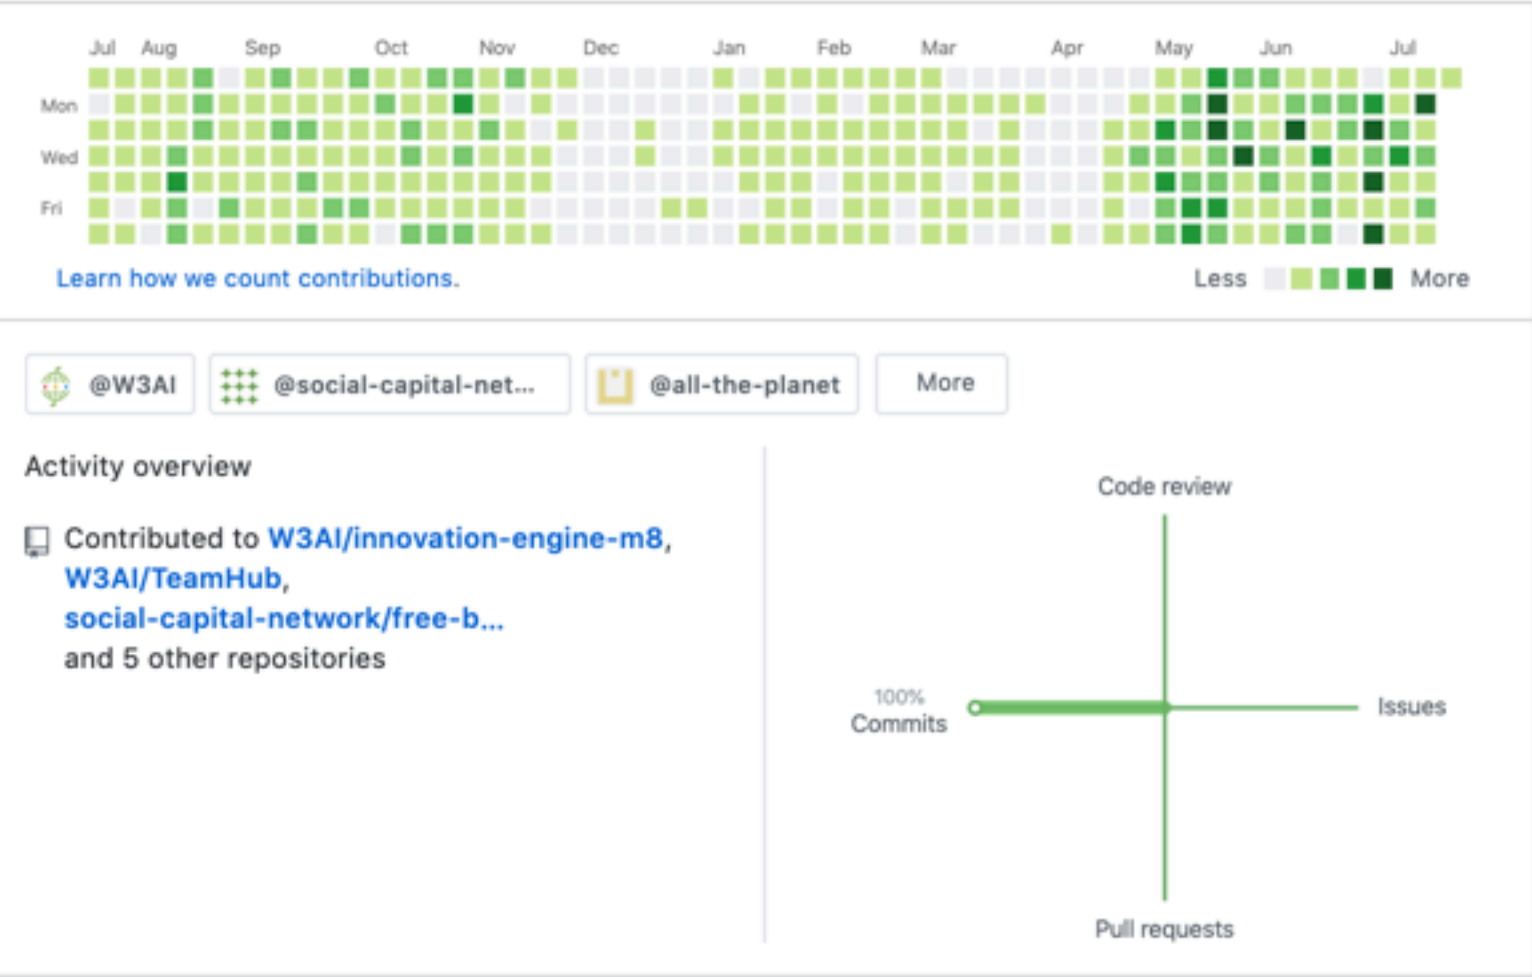 Jul Aug Sep Oct Nov Dec Jan Feb Mar Apr May Jun Jul
Mon
Wed
Fri
Learn how we count contributions.
Less More
@W3AI @social-capital-net... @all-the-planet More
Activity overview
Contributed to W3AI/innovation-engine-m8,
W3AI/TeamHub,
social-capital-network/free-b...
and 5 other repositories
Code review
100%
Commits
Issues
Pull requests